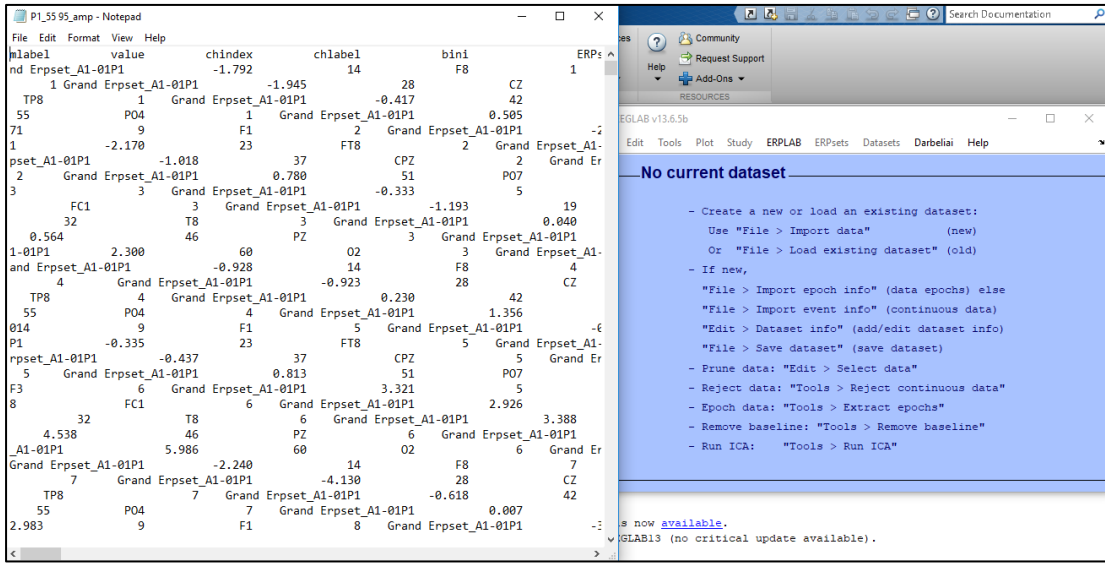 P1_55 95_amp - Notepad
File Edit Format View Help
mlabel value chindex chlabel bini ERPs
nd Erpset_A1-01P1 -1.792 14 F8 1
1 Grand Erpset_A1-01P1 -1.945 28 CZ
TP8 1 Grand Erpset_A1-01P1 -0.417 42
55 PO4 1 Grand Erpset_A1-01P1 0.505
71 9 F1 2 Grand Erpset_A1-01P1 -2
1 -2.170 23 FT8 2 Grand Erpset_A1-
pset_A1-01P1 -1.018 37 CPZ 2 Grand Er
2 Grand Erpset_A1-01P1 0.780 51 PO7
3 3 Grand Erpset_A1-01P1 -0.333 5
FC1 3 Grand Erpset_A1-01P1 -1.193 19
32 T8 3 Grand Erpset_A1-01P1 0.040
0.564 46 PZ 3 Grand Erpset_A1-01P1
1-01P1 2.300 60 O2 3 Grand Erpset_A1-
and Erpset_A1-01P1 -0.928 14 F8 4
4 Grand Erpset_A1-01P1 -0.923 28 CZ
TP8 4 Grand Erpset_A1-01P1 0.230 42
55 PO4 4 Grand Erpset_A1-01P1 1.356
014 9 F1 5 Grand Erpset_A1-01P1
P1 -0.335 23 FT8 5 Grand Erpset_A1-
rpset_A1-01P1 -0.437 37 CPZ 5 Grand Er
5 Grand Erpset_A1-01P1 0.813 51 PO7
F3 6 Grand Erpset_A1-01P1 3.321 5
8 FC1 6 Grand Erpset_A1-01P1 2.926
32 T8 6 Grand Erpset_A1-01P1 3.388
4.538 46 PZ 6 Grand Erpset_A1-01P1
_A1-01P1 5.986 60 O2 6 Grand Er
Grand Erpset_A1-01P1 -2.240 14 F8 7
7 Grand Erpset_A1-01P1 -4.130 28 CZ
TP8 7 Grand Erpset_A1-01P1 -0.618 42
55 PO4 7 Grand Erpset_A1-01P1 0.007
2.983 9 F1 8 Grand Erpset_A1-01P1
Search Documentation
Community
Request Support
Help
Add-Ons
RESOURCES
EGLAB v13.6.5b
Edit Tools Plot Study ERPLAB ERPsets Datasets Darbeliai Help
No current dataset
- Create a new or load an existing dataset:
Use "File > Import data" (new)
Or "File > Load existing dataset" (old)
- If new,
"File > Import epoch info" (data epochs) else
"File > Import event info" (continuous data)
"Edit > Dataset info" (add/edit dataset info)
"File > Save dataset" (save dataset)
- Prune data: "Edit > Select data"
- Reject data: "Tools > Reject continuous data"
- Epoch data: "Tools > Extract epochs"
- Remove baseline: "Tools > Remove baseline"
- Run ICA: "Tools > Run ICA"
s now available.
EGLAB13 (no critical update available).